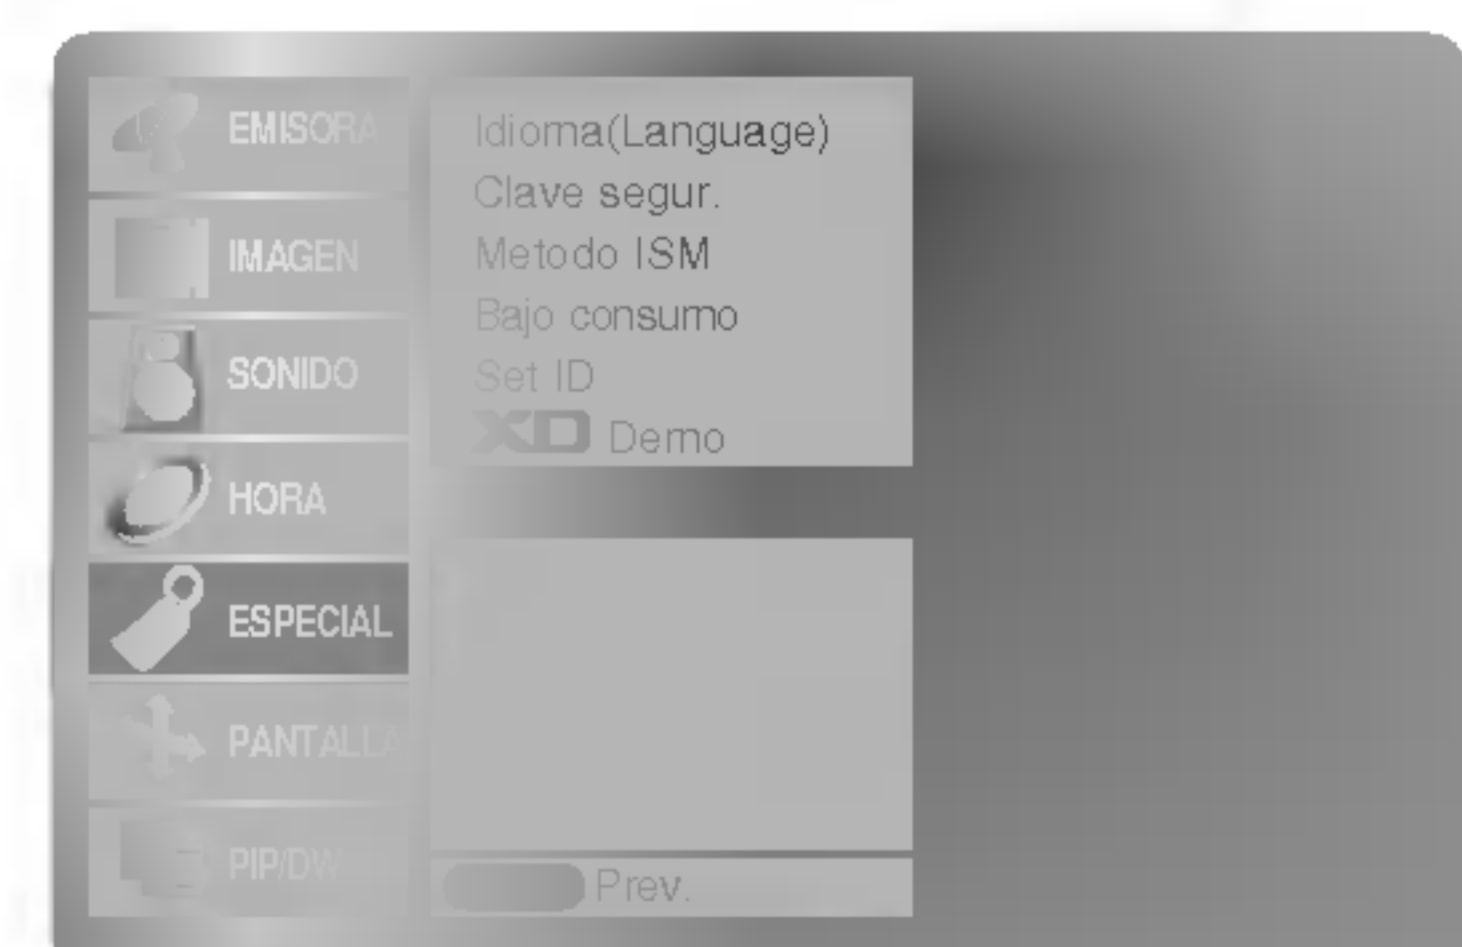 EMISORA
IMAGEN
SONIDO
HORA
ESPECIAL
PANTALLA
PIP/DW
Idioma(Language)
Clave segur.
Metodo ISM
Bajo consumo
Set ID
XD Demo
Prev.